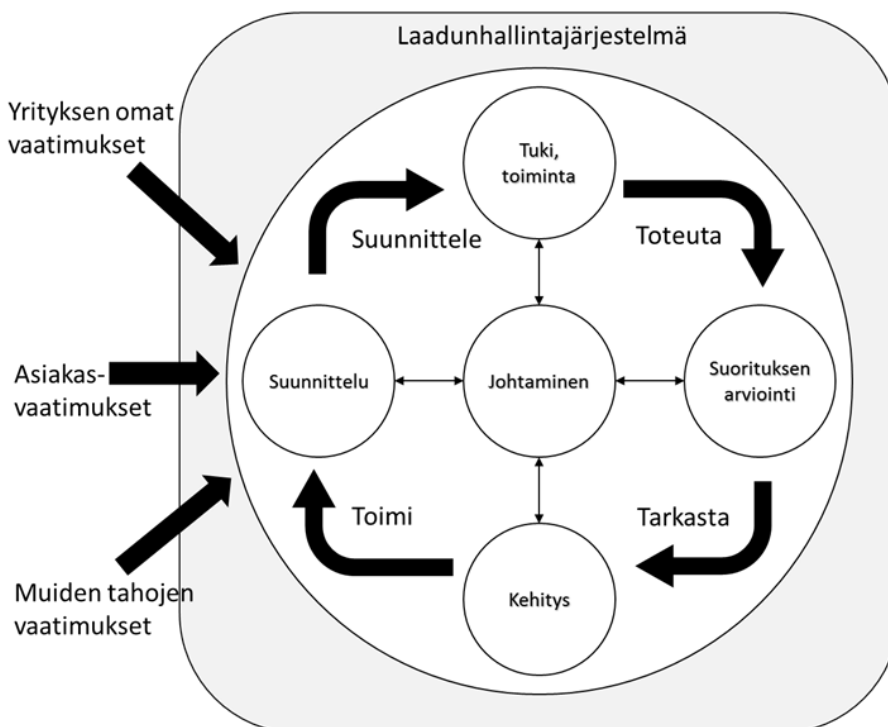 Laadunhallintajärjestelmä
Yrityksen omat
vaatimukset
Tuki,
toiminta
Suunnittele
Toteuta
Asiakas-
vaatimukset
Suunnittelu
Johtaminen
Suorituksen
arviointi
Toimi
Tarkasta
Muiden tahojen
vaatimukset
Kehitys